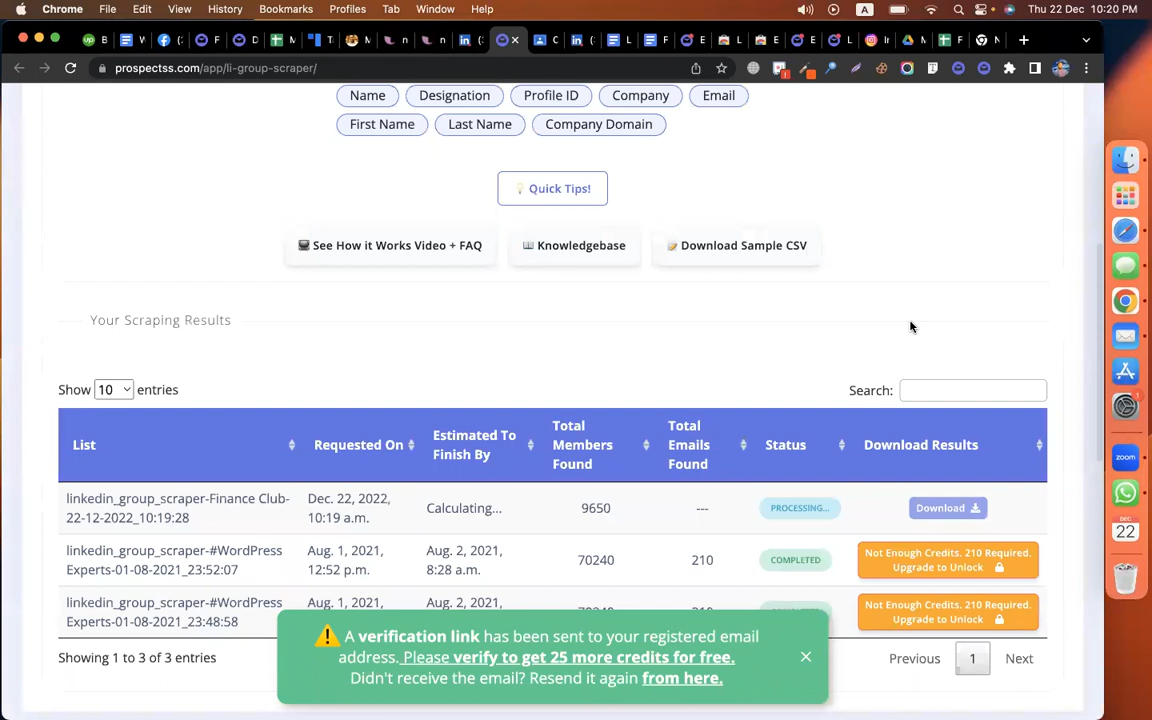 Chrome File Edit View History Bookmarks Profiles Tab Window Help A Thu 22 Dec 10:20 PM
prospectss.com/app/li-group-scraper/
Name Designation Profile ID Company Email
First Name Last Name Company Domain
Quick Tips!
See How it Works Video + FAQ Knowledgebase Download Sample CSV
Your Scraping Results
Show 10 entries Search:
List Requested On Estimated To Finish By Total Members Found Total Emails Found Status Download Results
linkedin_group_scraper-Finance Club- Dec. 22, 2022, Calculating... 9650 --- PROCESSING... Download
22-12-2022_10:19:28 10:19 a.m.
linkedin_group_scraper-#WordPress Aug. 1, 2021, Aug. 2, 2021, 70240 210 COMPLETED Not Enough Credits. 210 Required.
Experts-01-08-2021_23:52:07 12:52 p.m. 8:28 a.m. Upgrade to Unlock
linkedin_group_scraper-#WordPress Aug. 1, 2021, Aug. 2, 2021, Not Enough Credits. 210 Required.
Experts-01-08-2021_23:48:58 Upgrade to Unlock
A verification link has been sent to your registered email
address. Please verify to get 25 more credits for free.
Didn't receive the email? Resend it again from here.
Showing 1 to 3 of 3 entries Previous 1 Next
zoom
DEC
22